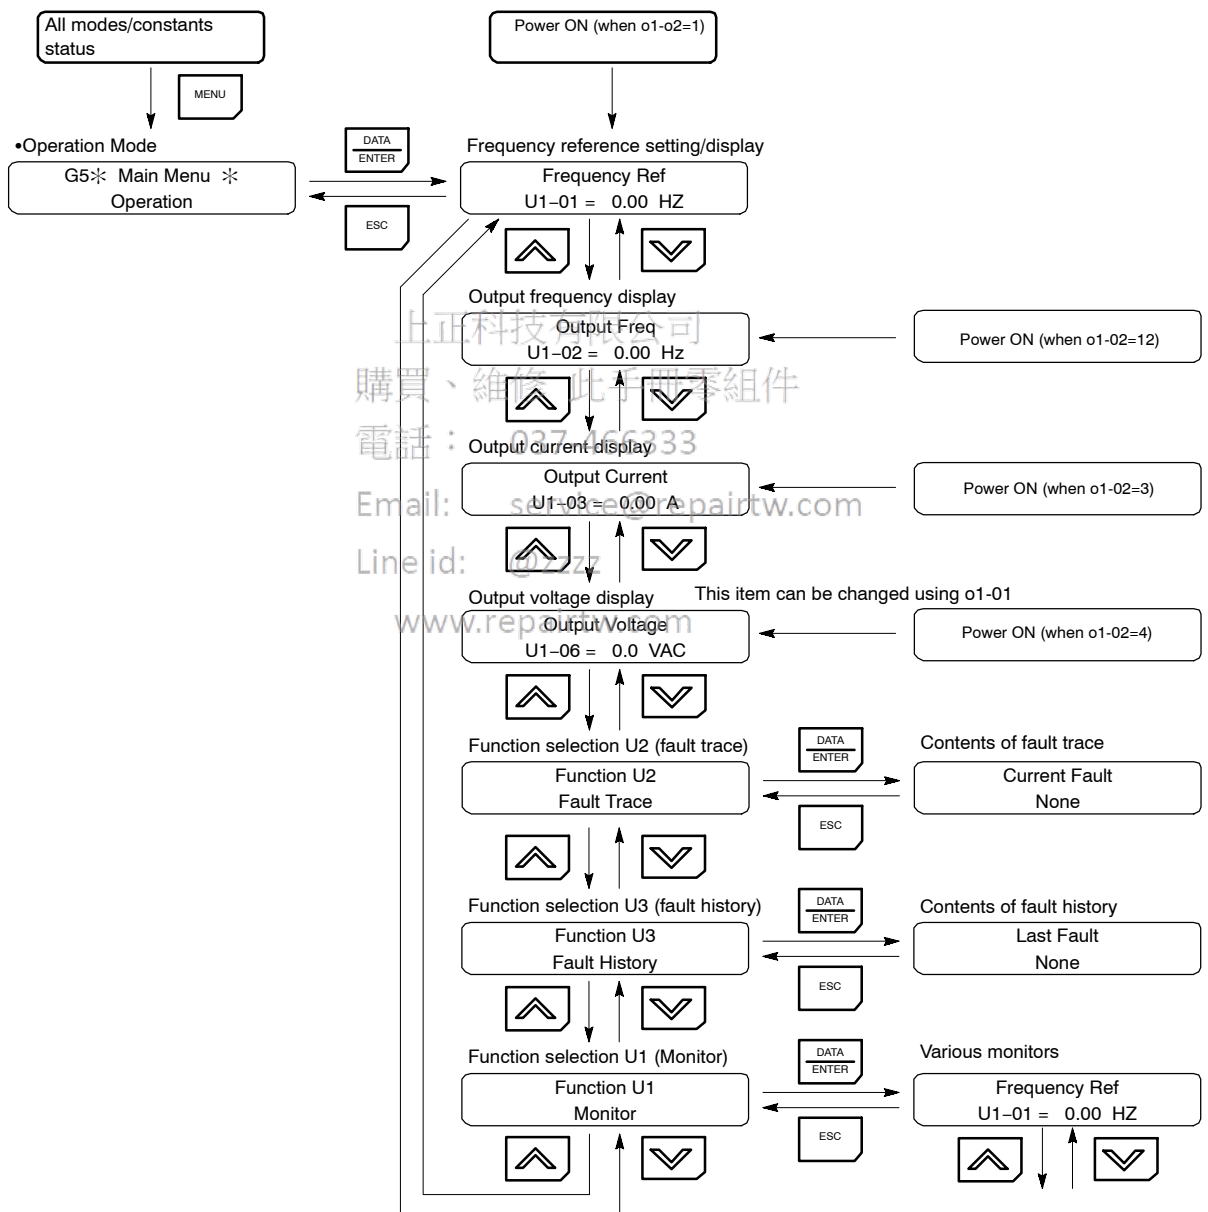 All modes/constants
status
Power ON (when o1-o2=1)
MENU
•Operation Mode
DATA
ENTER
Frequency reference setting/display
G5✳ Main Menu ✳
Operation
Frequency Ref
U1−01 = 0.00 HZ
ESC
Output frequency display
上正科技有限公司
Output Freq
U1−02 = 0.00 Hz
Power ON (when o1-02=12)
購買、維修 此手冊零組件
電話： 037-466333
Output current display
Output Current
U1−03 = 0.00 A
Power ON (when o1-02=3)
Email: service@repairtw.com
Line id: @zzzz
Output voltage display
This item can be changed using o1-01
www.repairtw.com
Output Voltage
U1−06 = 0.0 VAC
Power ON (when o1-02=4)
Function selection U2 (fault trace)
DATA
ENTER
Contents of fault trace
Function U2
Fault Trace
Current Fault
None
ESC
Function selection U3 (fault history)
DATA
ENTER
Contents of fault history
Function U3
Fault History
Last Fault
None
ESC
Function selection U1 (Monitor)
DATA
ENTER
Various monitors
Function U1
Monitor
Frequency Ref
U1−01 = 0.00 HZ
ESC